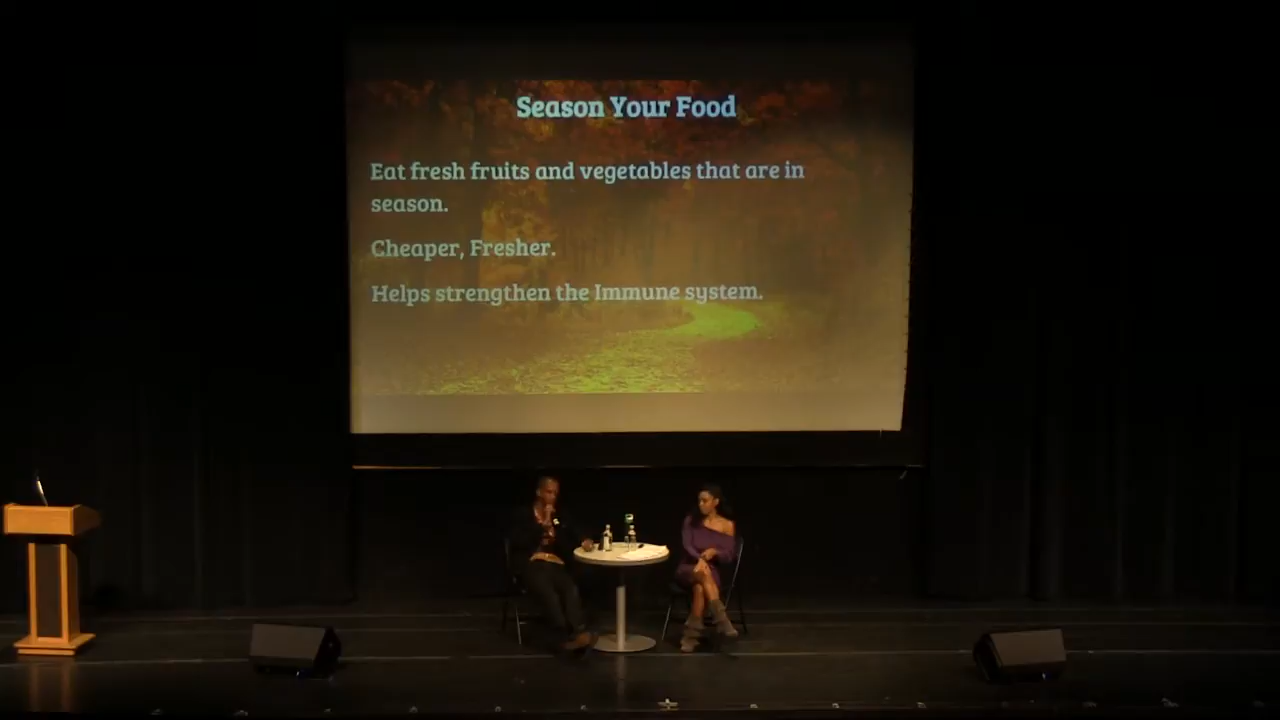 Season Your Food
Eat fresh fruits and vegetables that are in
season.
Cheaper, Fresher.
Helps strengthen the Immune system.